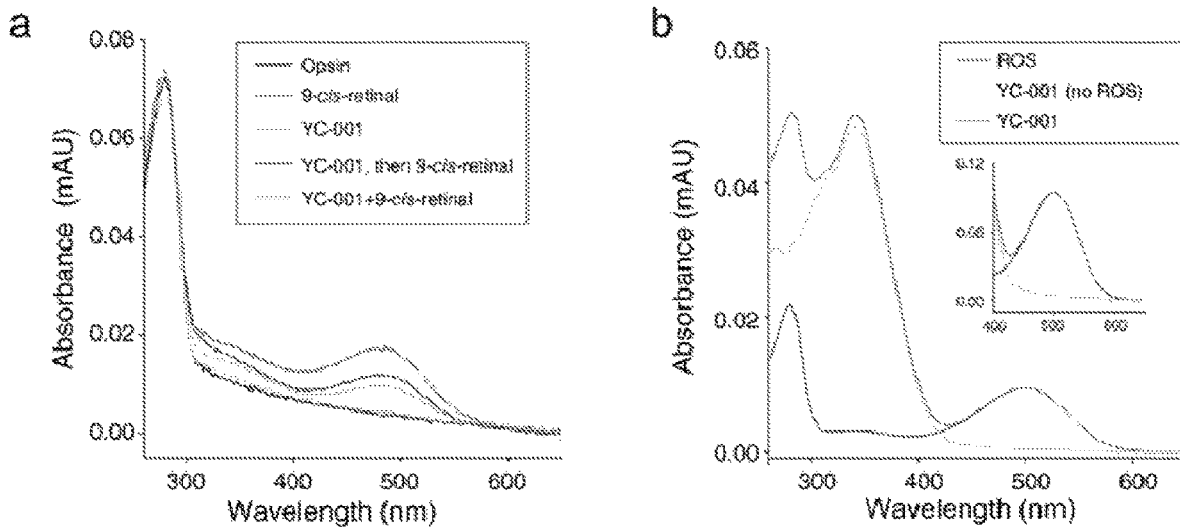 a
0.08
0.06
0.04
0.02
0.00
Absorbance (mAU)
Opsin
9-cis-retinal
YC-001
YC-001, then 9-cis-retinal
YC-001+9-cis-retinal
300
400
500
600
Wavelength (nm)
b
0.06
0.04
0.02
0.00
Absorbance (mAU)
ROS
YC-001 (no ROS)
YC-001
0.12
0.06
0.00
400
500
600
300
400
500
600
Wavelength (nm)